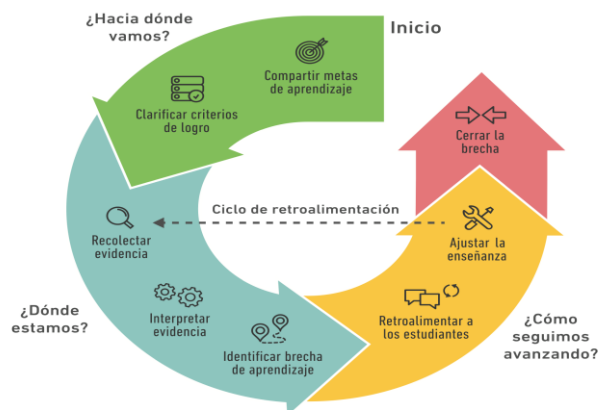 ¿Hacia dónde
vamos?
Inicio
Compartir metas
de aprendizaje
Clarificar criterios
de logro
Cerrar la
brecha
Ciclo de retroalimentación
Recolectar
evidencia
Ajustar la
enseñanza
¿Dónde
estamos?
Interpretar
evidencia
Identificar brecha
de aprendizaje
Retroalimentar a
los estudiantes
¿Cómo
seguimos
avanzando?